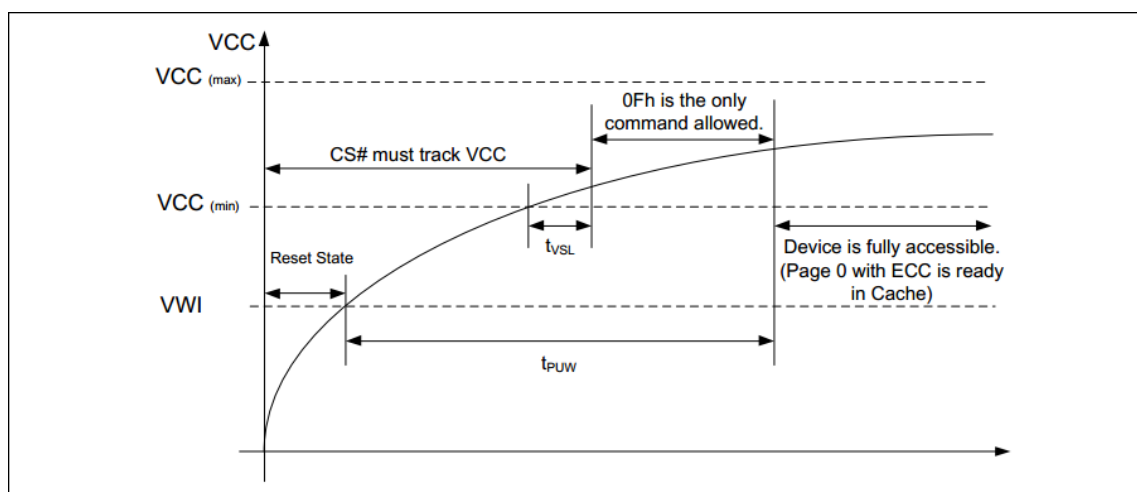 VCC
VCC (max)
0Fh is the only
command allowed.
CS# must track VCC
VCC (min)
tVSL
Reset State
Device is fully accessible.
(Page 0 with ECC is ready
in Cache)
VWI
tPUW